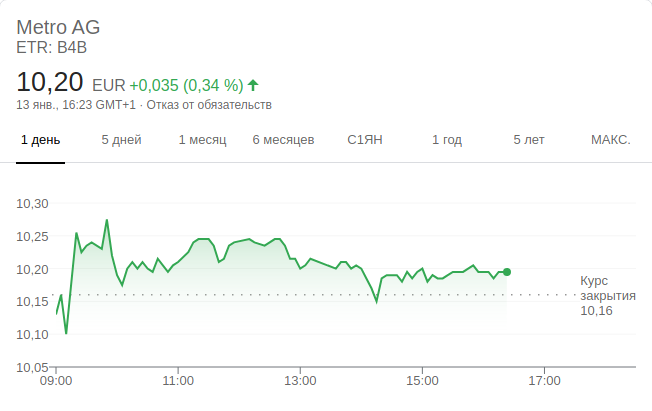 Metro AG
ETR: B4B
10,20 EUR +0,035 (0,34 %)
13 янв., 16:23 GMT+1 · Отказ от обязательств
1 день 5 дней 1 месяц 6 месяцев С1ЯН 1 год 5 лет МАКС.
10,30
10,25
10,20
10,15
10,10
10,05
Курс
закрытия
10,16
09:00 11:00 13:00 15:00 17:00